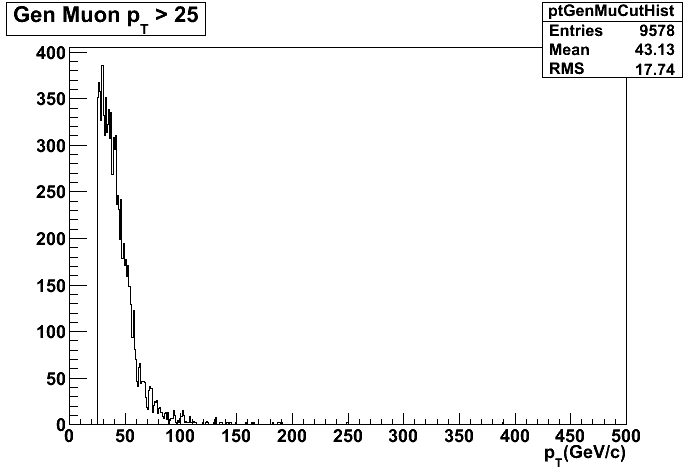 Gen Muon p_T > 25
ptGenMuCutHist
Entries 9578
Mean 43.13
RMS 17.74
400
350
300
250
200
150
100
50
0
0 50 100 150 200 250 300 350 400 450 500
p_T(GeV/c)